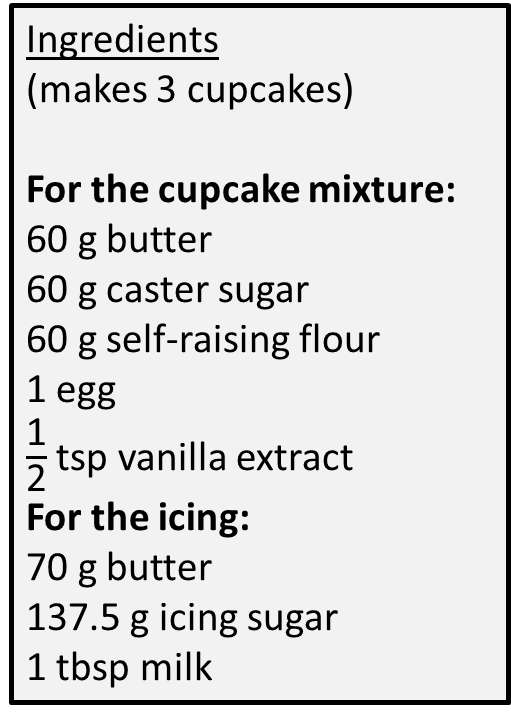 Ingredients
(makes 3 cupcakes)
For the cupcake mixture:
60 g butter
60 g caster sugar
60 g self-raising flour
1 egg
1/2 tsp vanilla extract
For the icing:
70 g butter
137.5 g icing sugar
1 tbsp milk